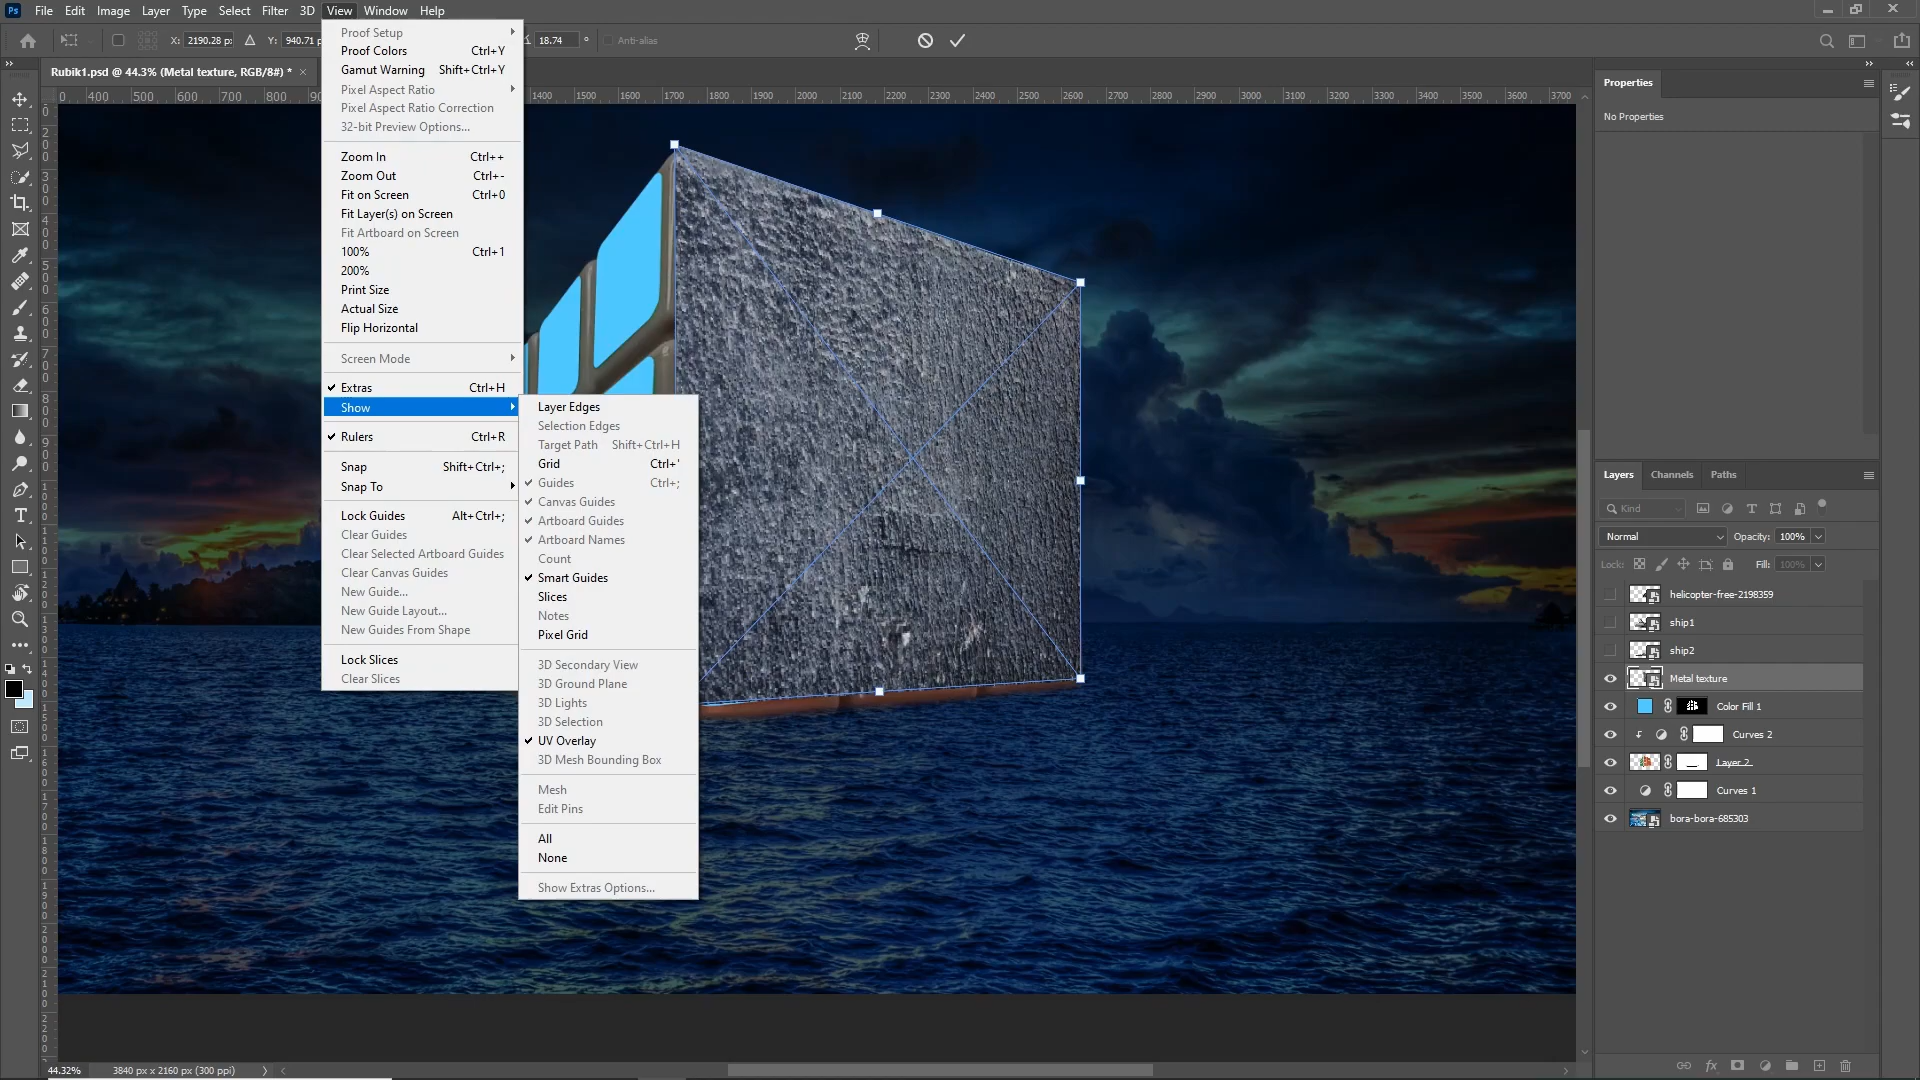 Ps File Edit Image Layer Type Select Filter 3D View Window Help
X: 2190.28 p: Y: 940.71 p 18.74 ° Anti-alias
Rubik1.psd @ 44.3% (Metal texture, RGB/8#) * ×
0 400 500 600 700 800 1400 1500 1600 1700 1800 1900 2000 2100 2200 2300 2400 2500 2600 2700 2800 2900 3000 3100 3200 3300 3400 3500 3600 3700
Proof Setup
Proof Colors Ctrl+Y
Gamut Warning Shift+Ctrl+Y
Pixel Aspect Ratio
Pixel Aspect Ratio Correction
32-bit Preview Options...
Zoom In Ctrl++
Zoom Out Ctrl+-
Fit on Screen Ctrl+0
Fit Layer(s) on Screen
Fit Artboard on Screen
100% Ctrl+1
200%
Print Size
Actual Size
Flip Horizontal
Screen Mode
Extras Ctrl+H
Show
Rulers Ctrl+R
Snap Shift+Ctrl+;
Snap To
Lock Guides Alt+Ctrl+;
Clear Guides
Clear Selected Artboard Guides
Clear Canvas Guides
New Guide...
New Guide Layout...
New Guides From Shape
Lock Slices
Clear Slices
Layer Edges
Selection Edges
Target Path Shift+Ctrl+H
Grid Ctrl+'
Guides Ctrl+;
Canvas Guides
Artboard Guides
Artboard Names
Count
Smart Guides
Slices
Notes
Pixel Grid
3D Secondary View
3D Ground Plane
3D Lights
3D Selection
UV Overlay
3D Mesh Bounding Box
Mesh
Edit Pins
All
None
Show Extras Options...
Properties
No Properties
Layers Channels Paths
Kind
Normal Opacity: 100%
Lock: Fill: 100%
helicopter-free-2198359
ship1
ship2
Metal texture
Color Fill 1
Curves 2
Layer 2
Curves 1
bora-bora-685303
fx
44.32% 3840 px x 2160 px (300 ppi)